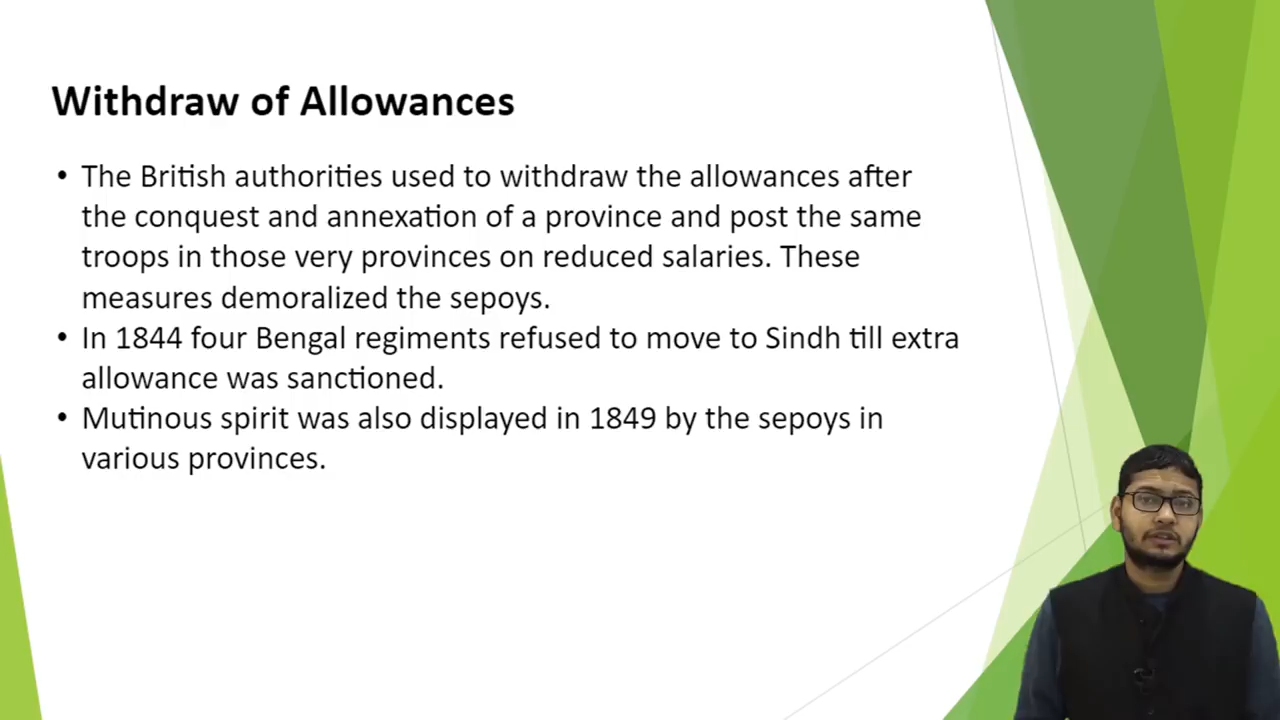 Withdraw of Allowances
• The British authorities used to withdraw the allowances after
the conquest and annexation of a province and post the same
troops in those very provinces on reduced salaries. These
measures demoralized the sepoys.
• In 1844 four Bengal regiments refused to move to Sindh till extra
allowance was sanctioned.
• Mutinous spirit was also displayed in 1849 by the sepoys in
various provinces.